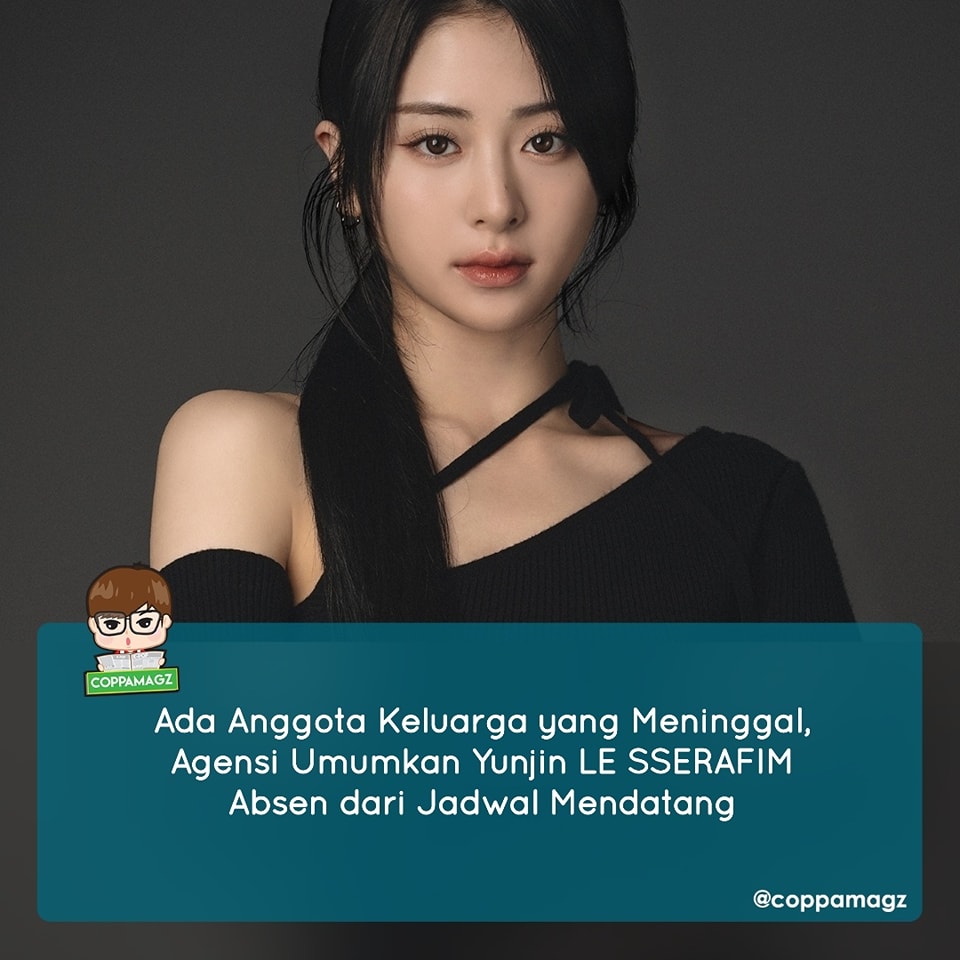 COPPAMAGZ
Ada Anggota Keluarga yang Meninggal,
Agensi Umumkan Yunjin LE SSERAFIM
Absen dari Jadwal Mendatang
@coppamagz